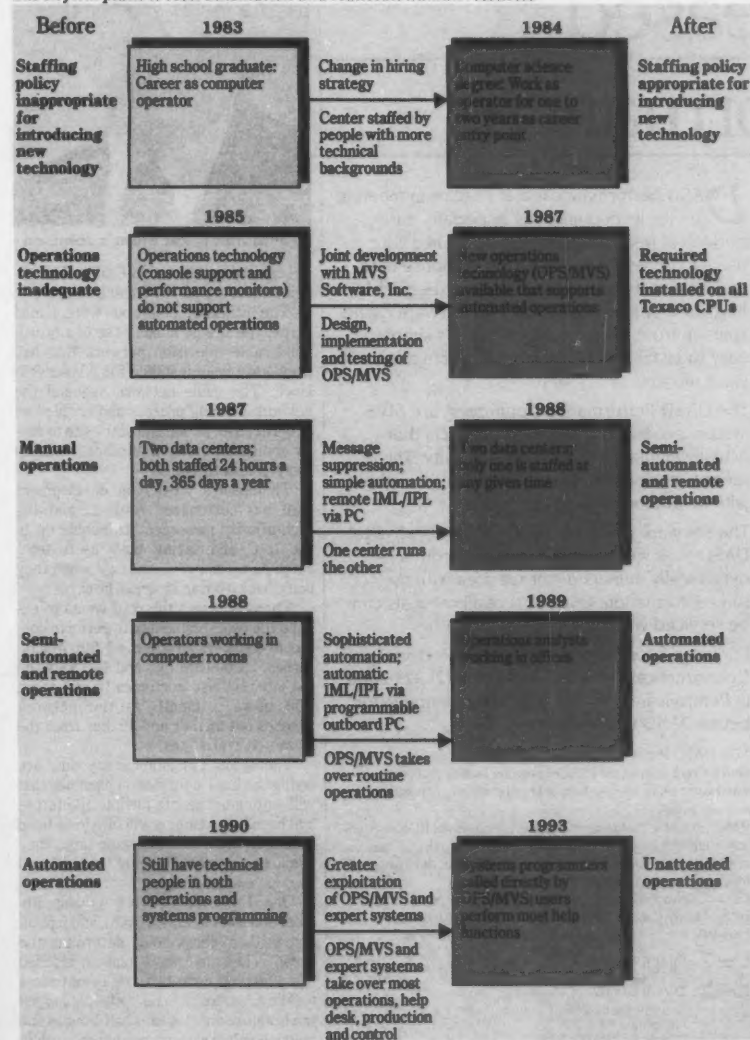 automation and
Before
1983
1984
After
Staffing
policy
inappropriate
for
introducing
new
technology
High school graduate:
Career as computer
operator
Change in hiring
strategy
Center staffed by
people with more
technical
backgrounds
Computer science
degree: Work as
operator for one to
two years as career
entry point
Staffing policy
appropriate for
introducing
new
technology
1985
1987
Operations
technology
inadequate
Operations technology
(console support and
performance monitors)
do not support
automated operations
Joint development
with MVS
Software, Inc.
Design,
implementation
and testing of
OPS/MVS
New operations
technology (OPS/MVS)
available that supports
automated operations
Required
technology
installed on all
Texaco CPUs
1987
1988
Manual
operations
Two data centers;
both staffed 24 hours a
day, 365 days a year
Message
suppression;
simple automation;
remote IML/IPL
via PC
One center runs
the other
Two data centers;
only one is staffed at
any given time
Semi-
automated
and remote
operations
1988
1989
Semi-
automated
and remote
operations
Operators working in
computer rooms
Sophisticated
automation;
automatic
IML/IPL via
programmable
outboard PC
OPS/MVS takes
over routine
operations
Operations analysts
working in offices
Automated
operations
1990
1993
Automated
operations
Still have technical
people in both
operations and
systems programming
Greater
exploitation
of OPS/MVS and
expert systems
OPS/MVS and
expert systems
take over most
operations, help
desk, production
and control
Systems programmers
called directly by
OPS/MVS; users
perform most help
functions
Unattended
operations